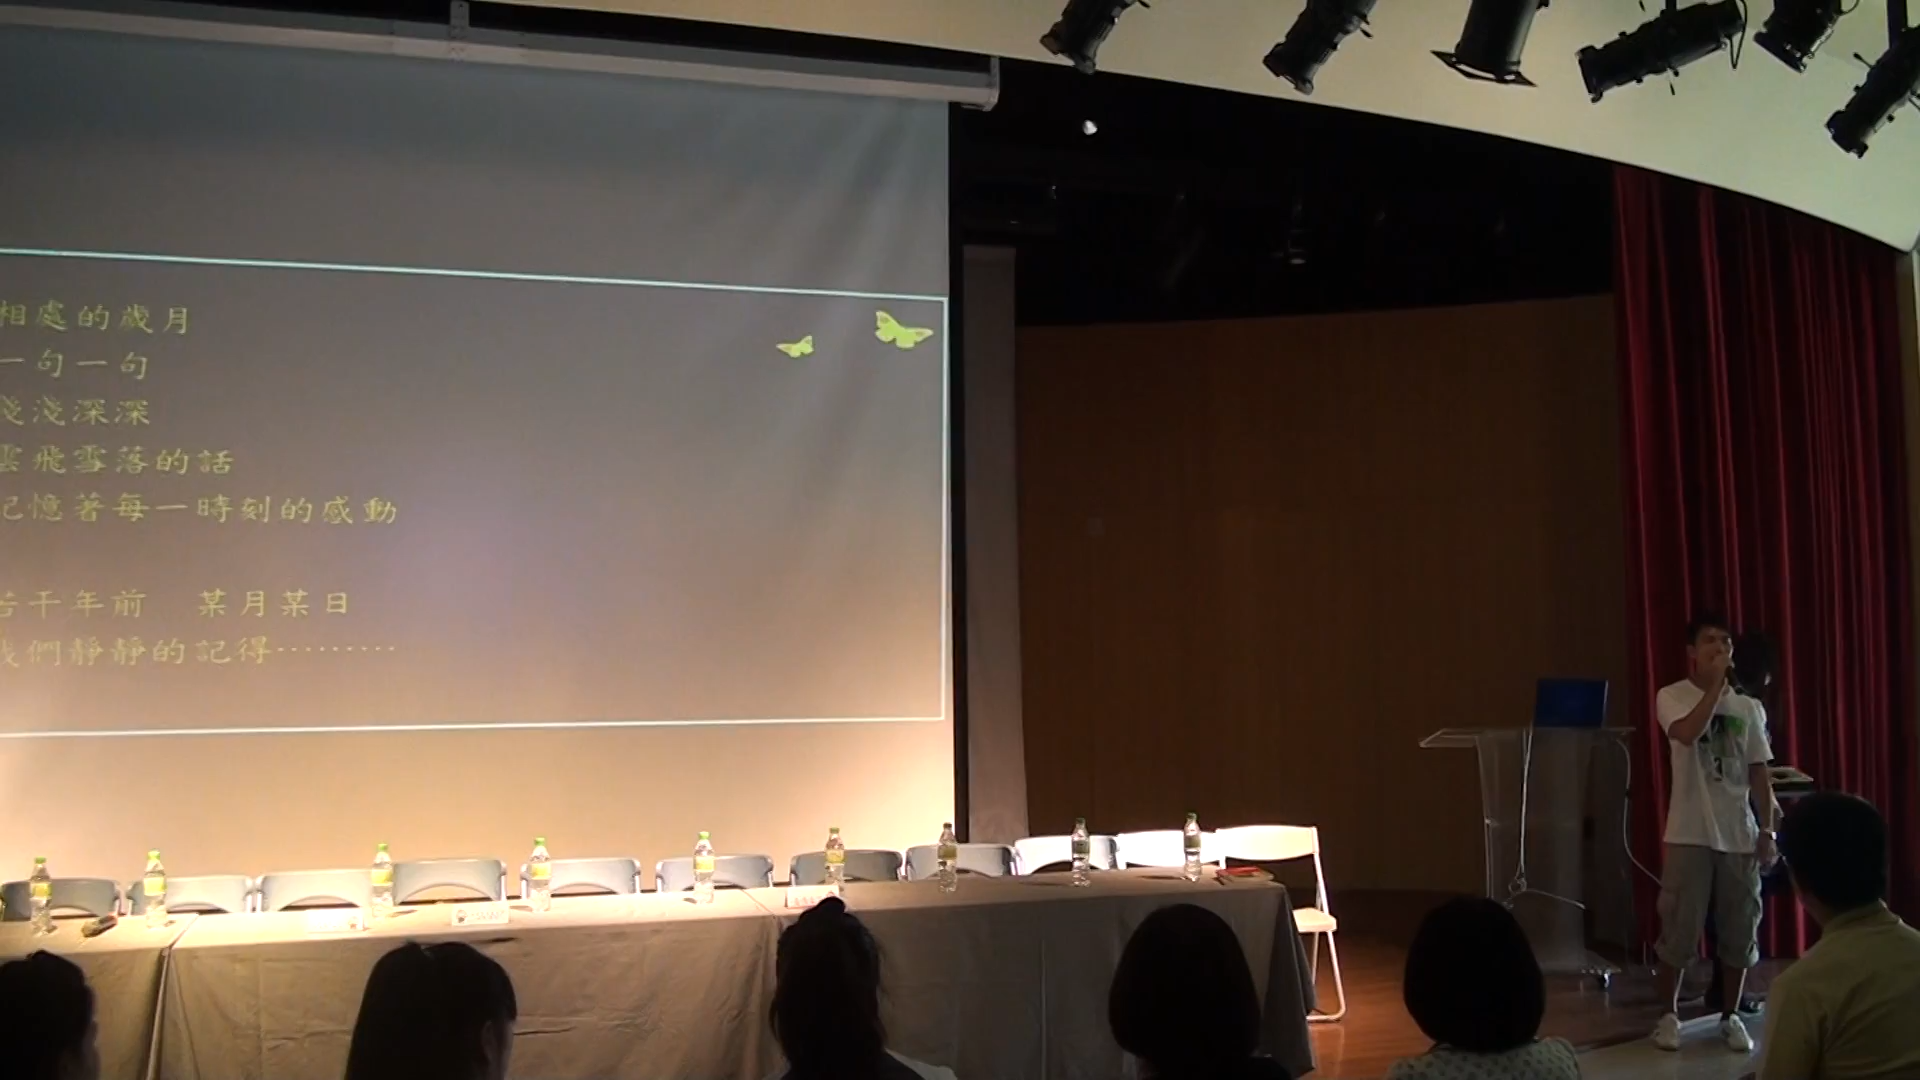 相處的歲月
一句一句
淺淺深深
雲飛雪落的話
記憶著每一時刻的感動
若干年前　某月某日
我們靜靜的記得………